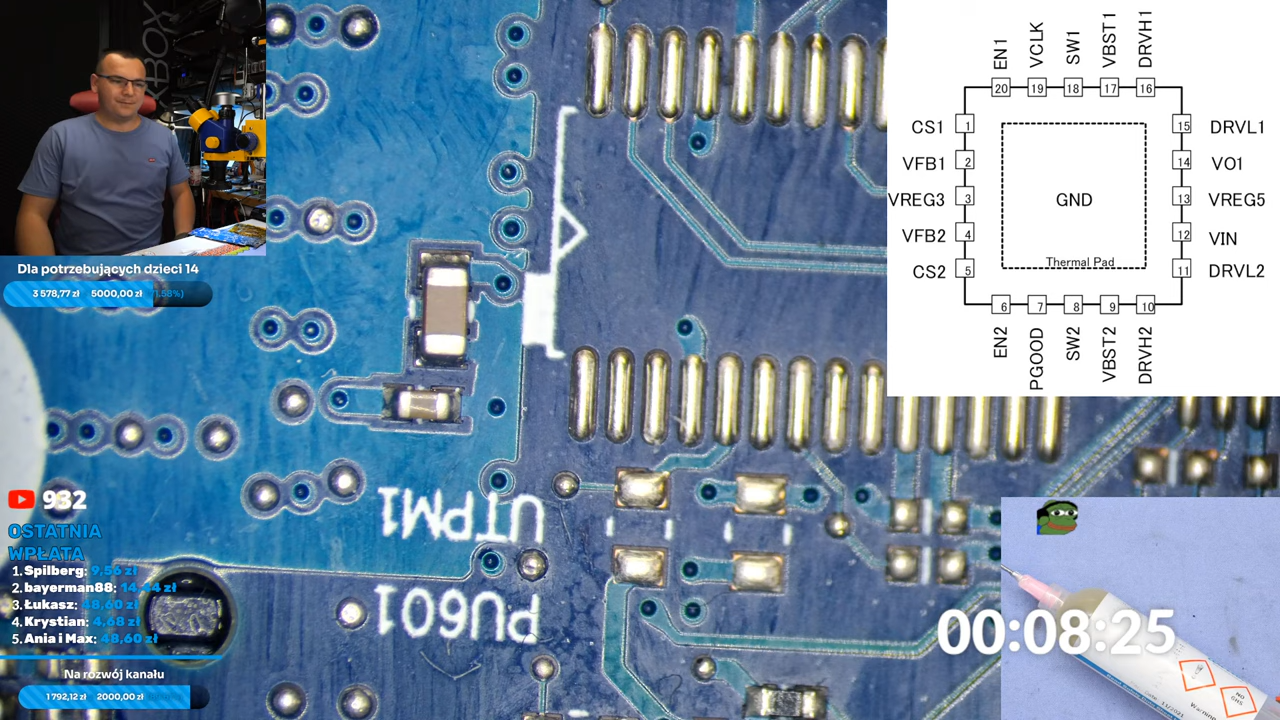 XBOX
Dla potrzebujących dzieci 14
3 578,77 zł 5000,00 zł (71.58%)
932
OSTATNIA
WPŁATA
1. Spilberg: 9,56 zł
2. bayerman88: 14,44 zł
3. Łukasz: 48,60 zł
4. Krystian: 4,68 zł
5. Ania i Max: 48,60 zł
Na rozwój kanału
1 792,12 zł 2000,00 zł
UTPM1
PU601
EN1 VCLK SW1 VBST1 DRVH1
20 19 18 17 16
CS1 1 15 DRVL1
VFB1 2 14 VO1
VREG3 3 GND 13 VREG5
VFB2 4 12 VIN
Thermal Pad
CS2 5 11 DRVL2
6 7 8 9 10
EN2 PGOOD SW2 VBST2 DRVH2
00:08:25